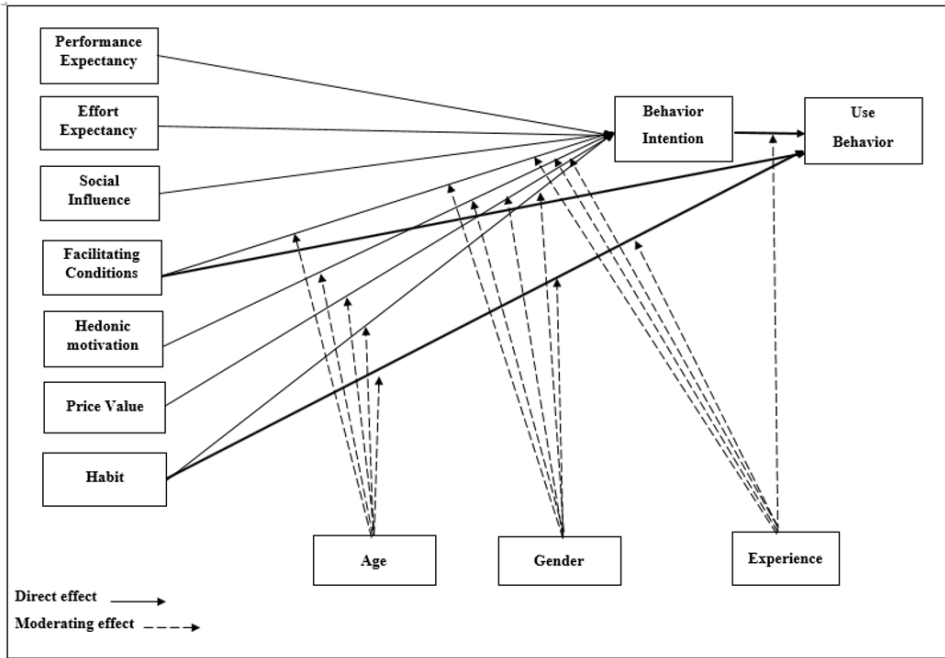 Performance
Expectancy
Effort
Expectancy
Social
Influence
Facilitating
Conditions
Hedonic
motivation
Price Value
Habit
Behavior
Intention
Use
Behavior
Age
Gender
Experience
Direct effect
Moderating effect